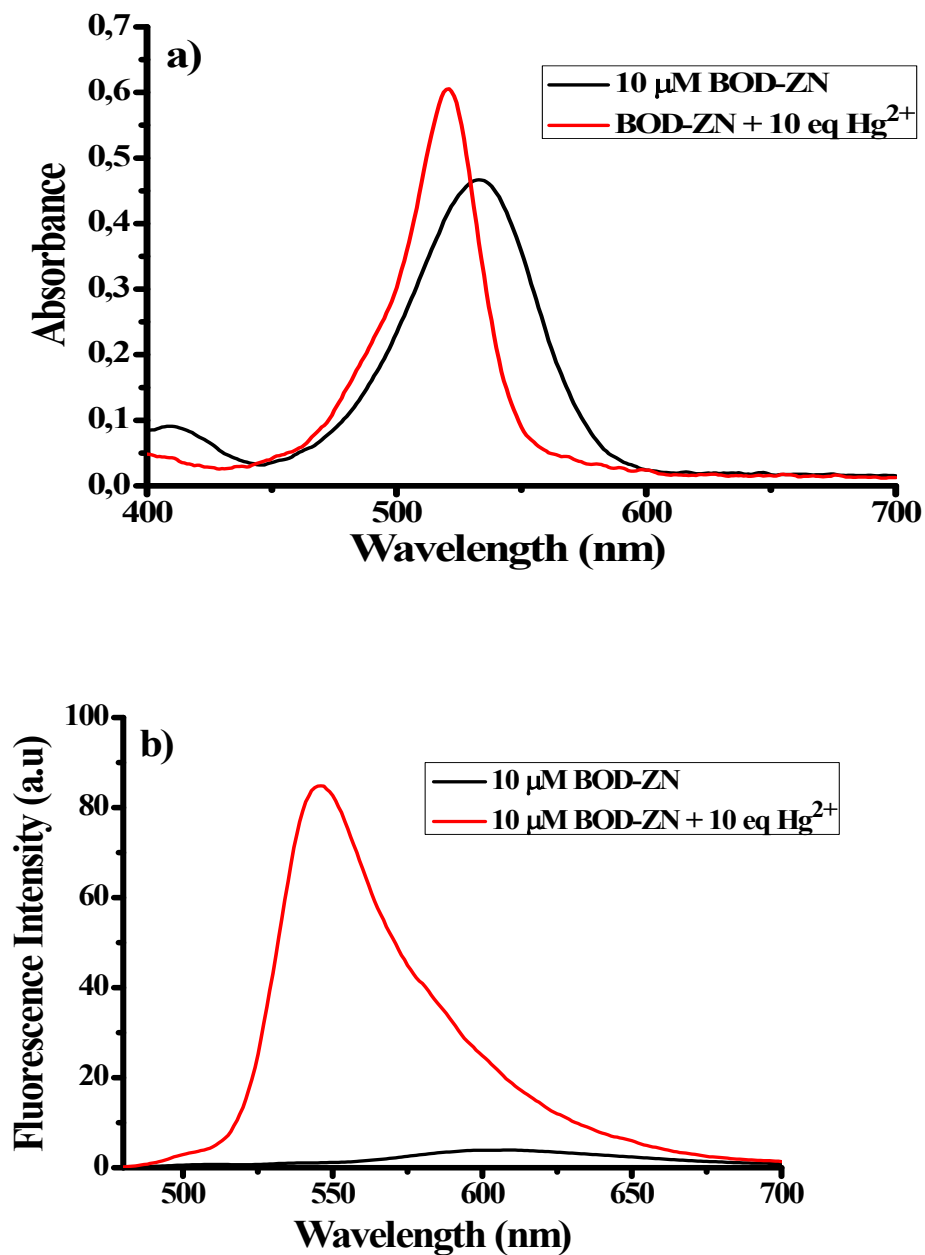 a)
10 μM BOD-ZN
BOD-ZN + 10 eq Hg²⁺
Absorbance
0,7
0,6
0,5
0,4
0,3
0,2
0,1
0,0
400 500 600 700
Wavelength (nm)
b)
10 μM BOD-ZN
10 μM BOD-ZN + 10 eq Hg²⁺
Fluorescence Intensity (a.u)
100
80
60
40
20
0
500 550 600 650 700
Wavelength (nm)